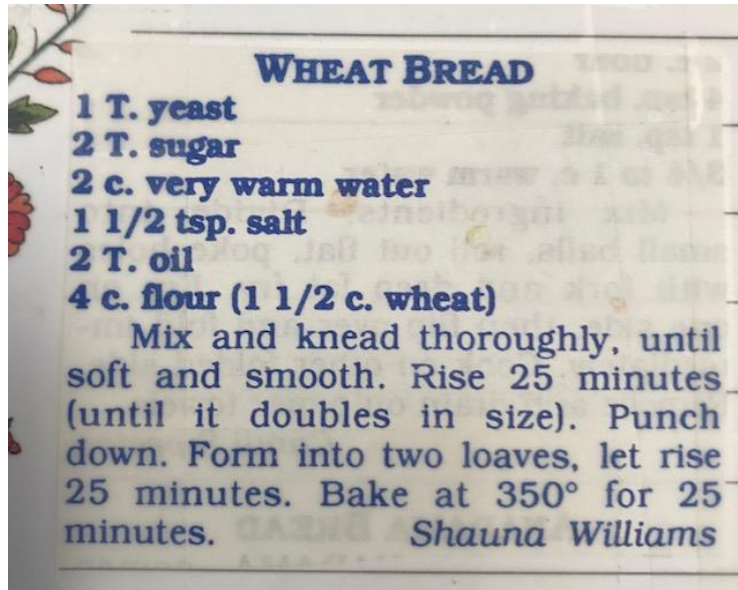 WHEAT BREAD
1 T. yeast
2 T. sugar
2 c. very warm water
1 1/2 tsp. salt
2 T. oil
4 c. flour (1 1/2 c. wheat)
Mix and knead thoroughly, until
soft and smooth. Rise 25 minutes
(until it doubles in size). Punch
down. Form into two loaves, let rise
25 minutes. Bake at 350° for 25
minutes. Shauna Williams